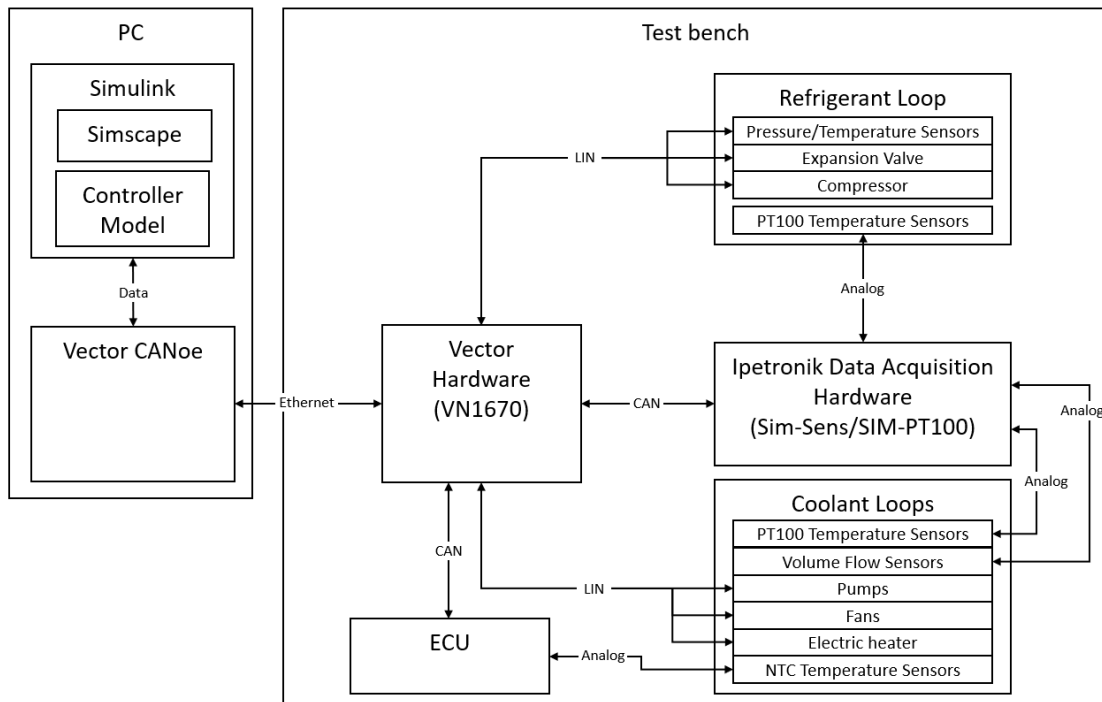 PC
Simulink
Simscape
Controller
Model
Data
Vector CANoe
Ethernet
Test bench
Refrigerant Loop
Pressure/Temperature Sensors
Expansion Valve
Compressor
PT100 Temperature Sensors
LIN
Analog
Vector
Hardware
(VN1670)
CAN
Ipetronik Data Acquisition
Hardware
(Sim-Sens/SIM-PT100)
Analog
Analog
Coolant Loops
PT100 Temperature Sensors
Volume Flow Sensors
Pumps
Fans
Electric heater
NTC Temperature Sensors
CAN
LIN
ECU
Analog